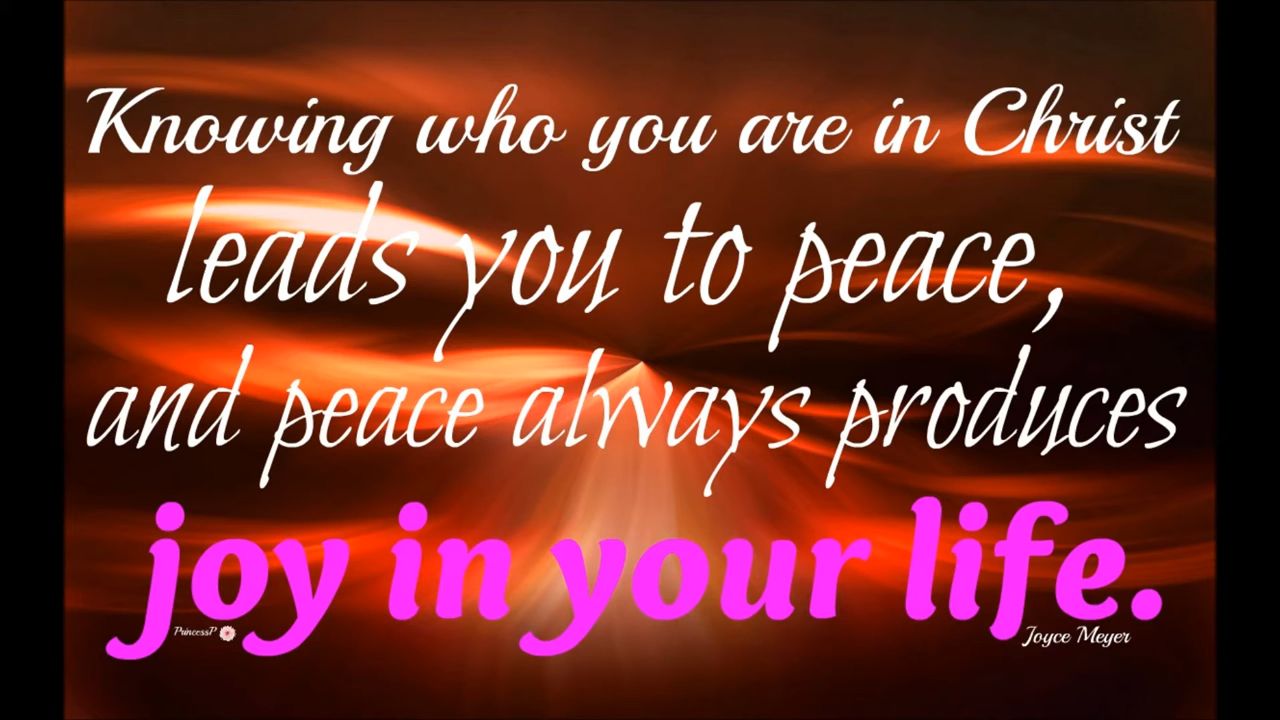 Knowing who you are in Christ
leads you to peace,
and peace always produces
joy in your life.
PrincessP
Joyce Meyer